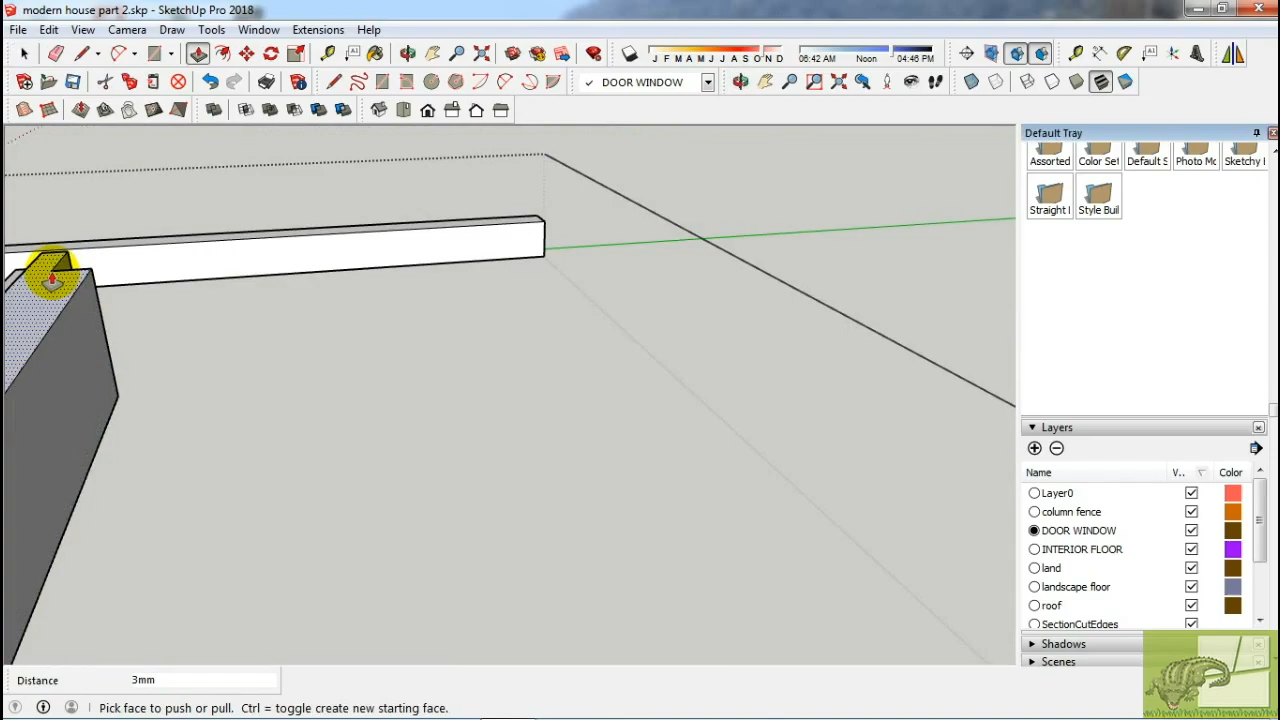 modern house part 2.skp - SketchUp Pro 2018
File Edit View Camera Draw Tools Window Extensions Help
J F M A M J J A S O N D
06:42 AM Noon 04:46 PM
DOOR WINDOW
Default Tray
Assorted Color Se Default S Photo Mo Sketchy
Straight Style Buil
Layers
Name V.. Color
Layer0
column fence
DOOR WINDOW
INTERIOR FLOOR
land
landscape floor
roof
SectionCutEdges
Shadows
Scenes
Distance 3mm
Pick face to push or pull. Ctrl = toggle create new starting face.